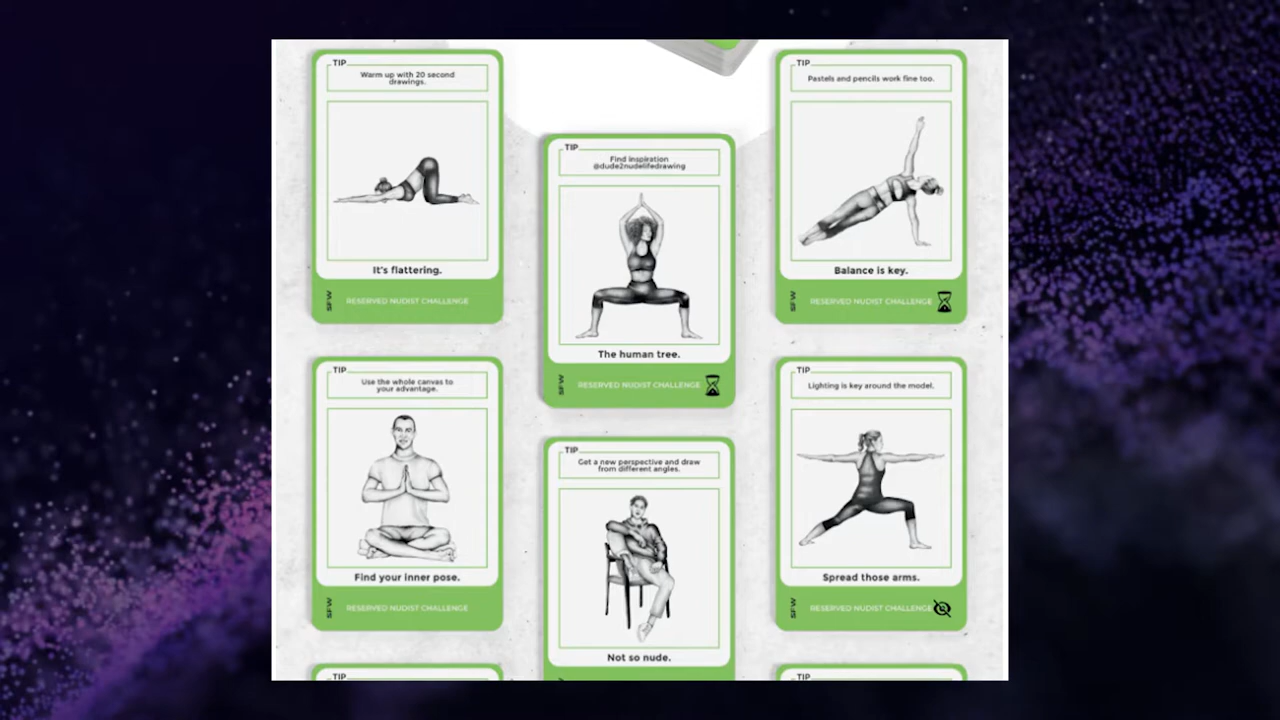 TIP
Warm up with 20 second
drawings.
It's flattering.
SFW
RESERVED NUDIST CHALLENGE
TIP
Find inspiration
@dude2nudelifedrawing
The human tree.
SFW
RESERVED NUDIST CHALLENGE
TIP
Pastels and pencils work fine too.
Balance is key.
SFW
RESERVED NUDIST CHALLENGE
TIP
Use the whole canvas to
your advantage.
Find your inner pose.
SFW
RESERVED NUDIST CHALLENGE
TIP
Get a new perspective and draw
from different angles.
Not so nude.
TIP
Lighting is key around the model.
Spread those arms.
SFW
RESERVED NUDIST CHALLENGE
TIP
TIP